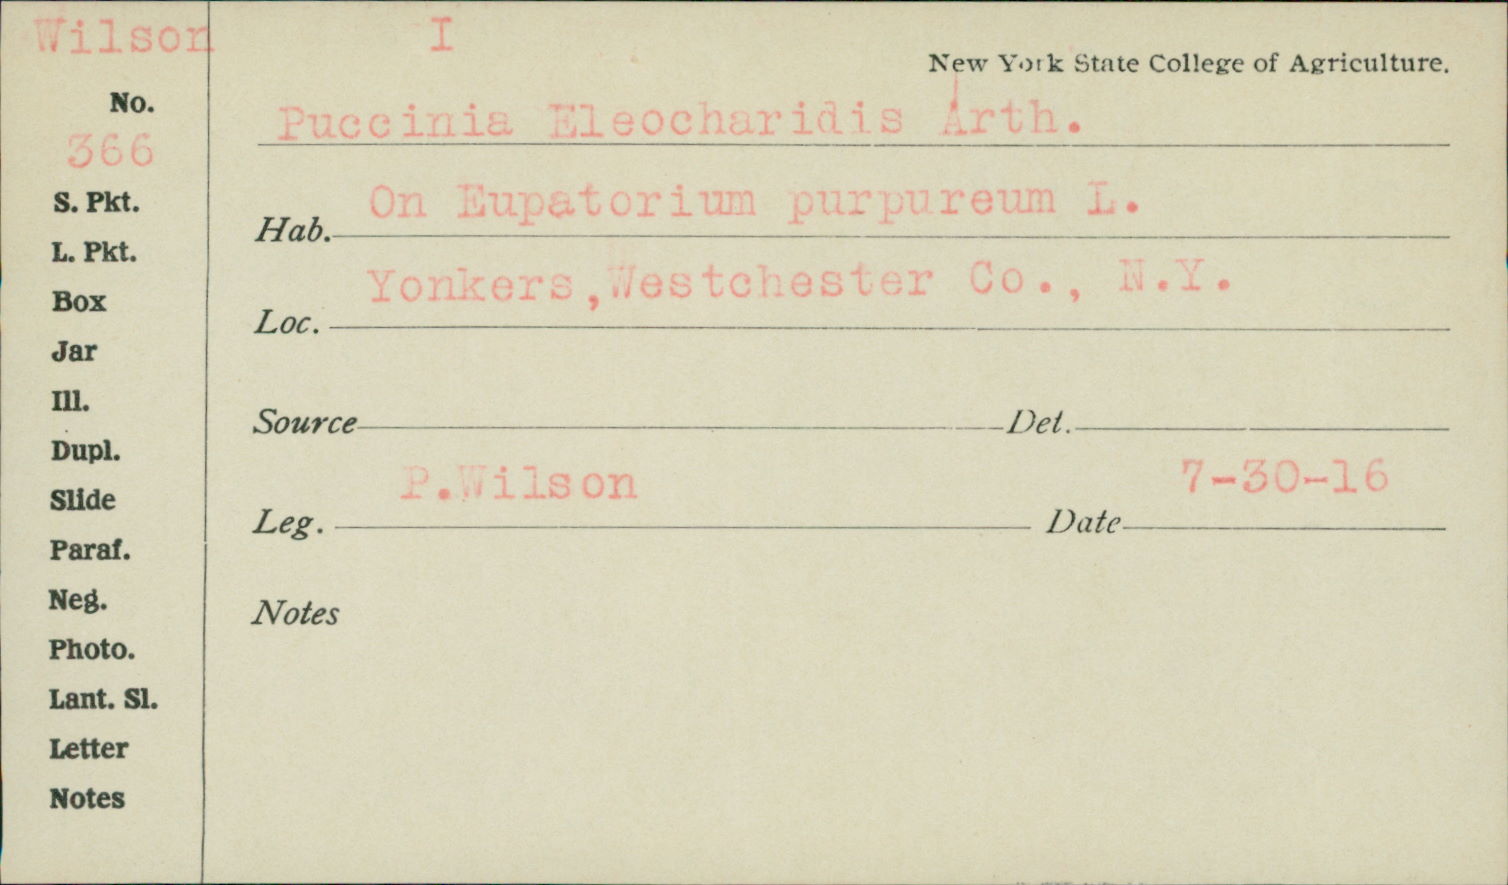 Wilson I
New York State College of Agriculture.
No.
366
Puccinia Eleocharidis Arth.
S. Pkt.
Hab. On Eupatorium purpureum L.
L. Pkt.
Box
Loc. Yonkers,Westchester Co., N.Y.
Jar
Ill.
Source Det.
Dupl.
Slide
Leg. P.Wilson Date 7-30-16
Paraf.
Neg.
Notes
Photo.
Lant. Sl.
Letter
Notes